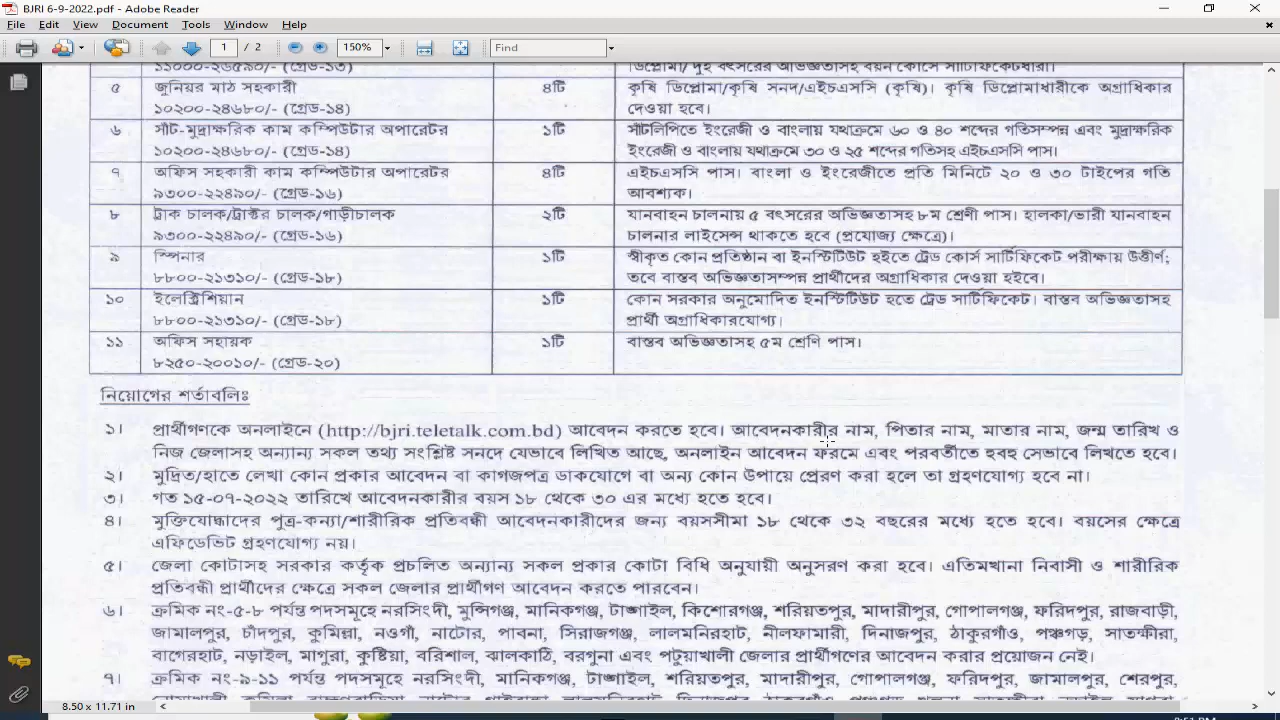 BJRI 6-9-2022.pdf - Adobe Reader
File Edit View Document Tools Window Help
1 / 2 150% Find
১১০০০-২৬৫৯০/- (গ্রেড-১৩) ডিপ্লোমা/ দুই বৎসরের অভিজ্ঞতাসহ বয়ন কোর্সে সার্টিফিকেটধারী।
৫ জুনিয়র মাঠ সহকারী ৪টি কৃষি ডিপ্লোমা/কৃষি সনদ/এইচএসসি (কৃষি)। কৃষি ডিপ্লোমাধারীকে অগ্রাধিকার
১০২০০-২৪৬৮০/- (গ্রেড-১৪) দেওয়া হবে।
৬ সাঁট-মুদ্রাক্ষরিক কাম কম্পিউটার অপারেটর ১টি সাঁটলিপিতে ইংরেজী ও বাংলায় যথাক্রমে ৬০ ও ৪০ শব্দের গতিসম্পন্ন এবং মুদ্রাক্ষরিক
১০২০০-২৪৬৮০/- (গ্রেড-১৪) ইংরেজী ও বাংলায় যথাক্রমে ৩০ ও ২৫ শব্দের গতিসহ এইচএসসি পাস।
৭ অফিস সহকারী কাম কম্পিউটার অপারেটর ৪টি এইচএসসি পাস। বাংলা ও ইংরেজীতে প্রতি মিনিটে ২০ ও ৩০ টাইপের গতি
৯৩০০-২২৪৯০/- (গ্রেড-১৬) আবশ্যক।
৮ ট্রাক চালক/ট্রাক্টর চালক/গাড়ীচালক ২টি যানবাহন চালনায় ৫ বৎসরের অভিজ্ঞতাসহ ৮ম শ্রেণী পাস। হালকা/ভারী যানবাহন
৯৩০০-২২৪৯০/- (গ্রেড-১৬) চালনার লাইসেন্স থাকতে হবে (প্রযোজ্য ক্ষেত্রে)।
৯ স্পিনার ১টি স্বীকৃত কোন প্রতিষ্ঠান বা ইনস্টিটিউট হইতে ট্রেড কোর্স সার্টিফিকেট পরীক্ষায় উত্তীর্ণ;
৮৮০০-২১৩১০/- (গ্রেড-১৮) তবে বাস্তব অভিজ্ঞতাসম্পন্ন প্রার্থীদের অগ্রাধিকার দেওয়া হইবে।
১০ ইলেক্ট্রিশিয়ান ১টি কোন সরকার অনুমোদিত ইনস্টিটিউট হতে ট্রেড সার্টিফিকেট। বাস্তব অভিজ্ঞতাসহ
৮৮০০-২১৩১০/- (গ্রেড-১৮) প্রার্থী অগ্রাধিকারযোগ্য।
১১ অফিস সহায়ক ১টি বাস্তব অভিজ্ঞতাসহ ৫ম শ্রেণি পাস।
৮২৫০-২০০১০/- (গ্রেড-২০)
নিয়োগের শর্তাবলিঃ
১। প্রার্থীগণকে অনলাইনে (http://bjri.teletalk.com.bd) আবেদন করতে হবে। আবেদনকারীর নাম, পিতার নাম, মাতার নাম, জন্ম তারিখ ও
নিজ জেলাসহ অন্যান্য সকল তথ্য সংশ্লিষ্ট সনদে যেভাবে লিখিত আছে, অনলাইন আবেদন ফরমে এবং পরবর্তীতে হুবহু সেভাবে লিখতে হবে।
২। মুদ্রিত/হাতে লেখা কোন প্রকার আবেদন বা কাগজপত্র ডাকযোগে বা অন্য কোন উপায়ে প্রেরণ করা হলে তা গ্রহণযোগ্য হবে না।
৩। গত ১৫-০৭-২০২২ তারিখে আবেদনকারীর বয়স ১৮ থেকে ৩০ এর মধ্যে হতে হবে।
৪। মুক্তিযোদ্ধাদের পুত্র-কন্যা/শারীরিক প্রতিবন্ধী আবেদনকারীদের জন্য বয়সসীমা ১৮ থেকে ৩২ বছরের মধ্যে হতে হবে। বয়সের ক্ষেত্রে
এফিডেভিট গ্রহণযোগ্য নয়।
৫। জেলা কোটাসহ সরকার কর্তৃক প্রচলিত অন্যান্য সকল প্রকার কোটা বিধি অনুযায়ী অনুসরণ করা হবে। এতিমখানা নিবাসী ও শারীরিক
প্রতিবন্ধী প্রার্থীদের ক্ষেত্রে সকল জেলার প্রার্থীগণ আবেদন করতে পারবেন।
৬। ক্রমিক নং-৫-৮ পর্যন্ত পদসমূহে নরসিংদী, মুন্সিগঞ্জ, মানিকগঞ্জ, টাঙ্গাইল, কিশোরগঞ্জ, শরিয়তপুর, মাদারীপুর, গোপালগঞ্জ, ফরিদপুর, রাজবাড়ী,
জামালপুর, চাঁদপুর, কুমিল্লা, নওগাঁ, নাটোর, পাবনা, সিরাজগঞ্জ, লালমনিরহাট, নীলফামারী, দিনাজপুর, ঠাকুরগাঁও, পঞ্চগড়, সাতক্ষীরা,
বাগেরহাট, নড়াইল, মাগুরা, কুষ্টিয়া, বরিশাল, ঝালকাঠি, বরগুনা এবং পটুয়াখালী জেলার প্রার্থীগণের আবেদন করার প্রয়োজন নেই।
৭। ক্রমিক নং-৯-১১ পর্যন্ত পদসমূহে নরসিংদী, মানিকগঞ্জ, টাঙ্গাইল, শরিয়তপুর, মাদারীপুর, গোপালগঞ্জ, ফরিদপুর, জামালপুর, শেরপুর,
8.50 x 11.71 in